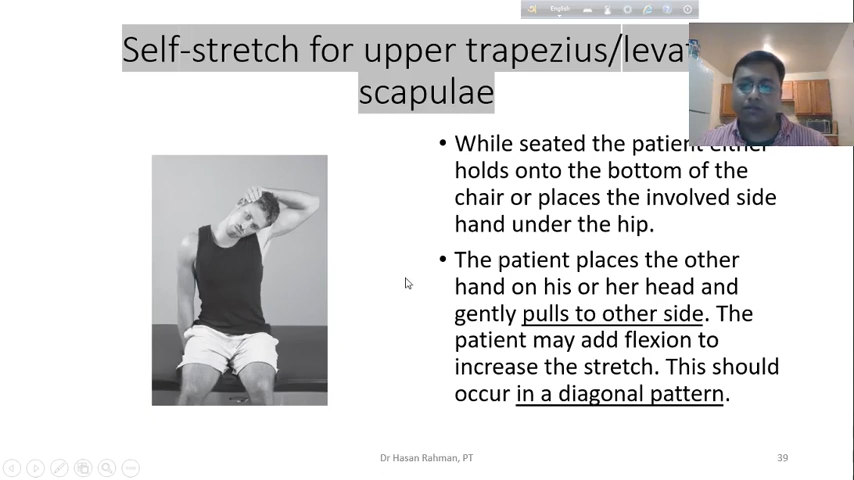 English
Self-stretch for upper trapezius/levat
scapulae
• While seated the patient either
holds onto the bottom of the
chair or places the involved side
hand under the hip.
• The patient places the other
hand on his or her head and
gently pulls to other side. The
patient may add flexion to
increase the stretch. This should
occur in a diagonal pattern.
Dr Hasan Rahman, PT
39